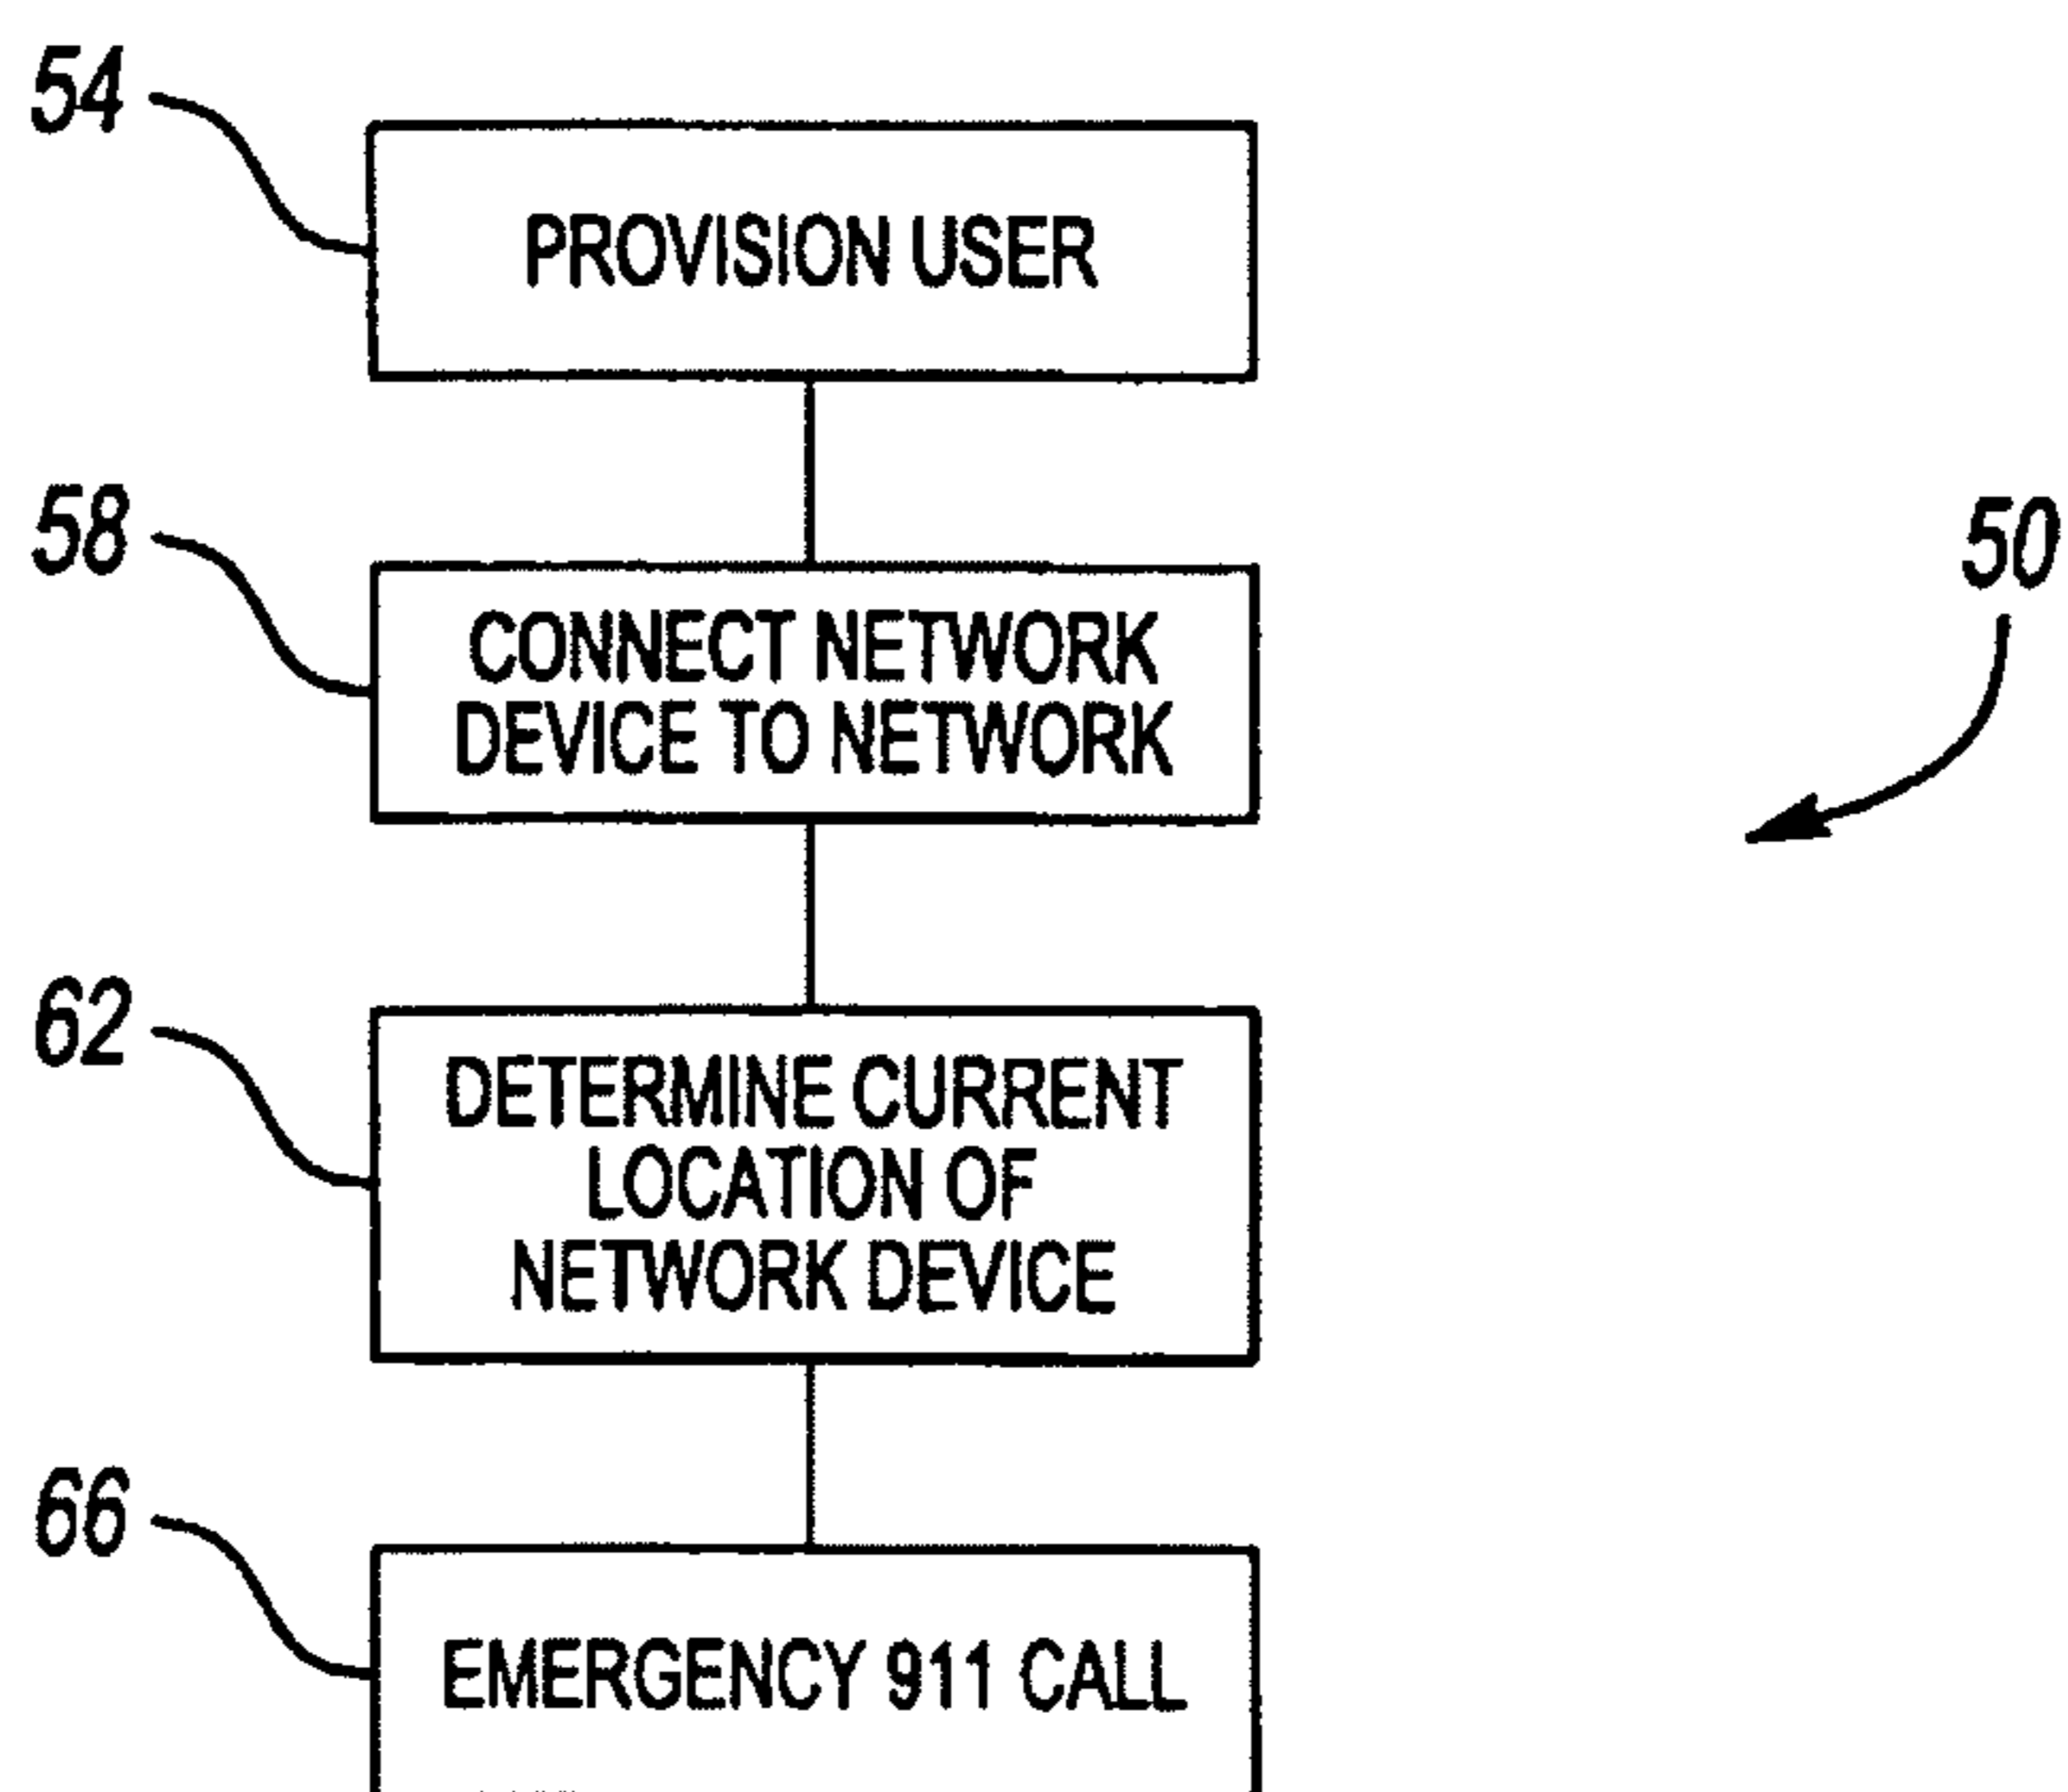 54
PROVISION USER
58
CONNECT NETWORK
DEVICE TO NETWORK
50
62
DETERMINE CURRENT
LOCATION OF
NETWORK DEVICE
66
EMERGENCY 911 CALL